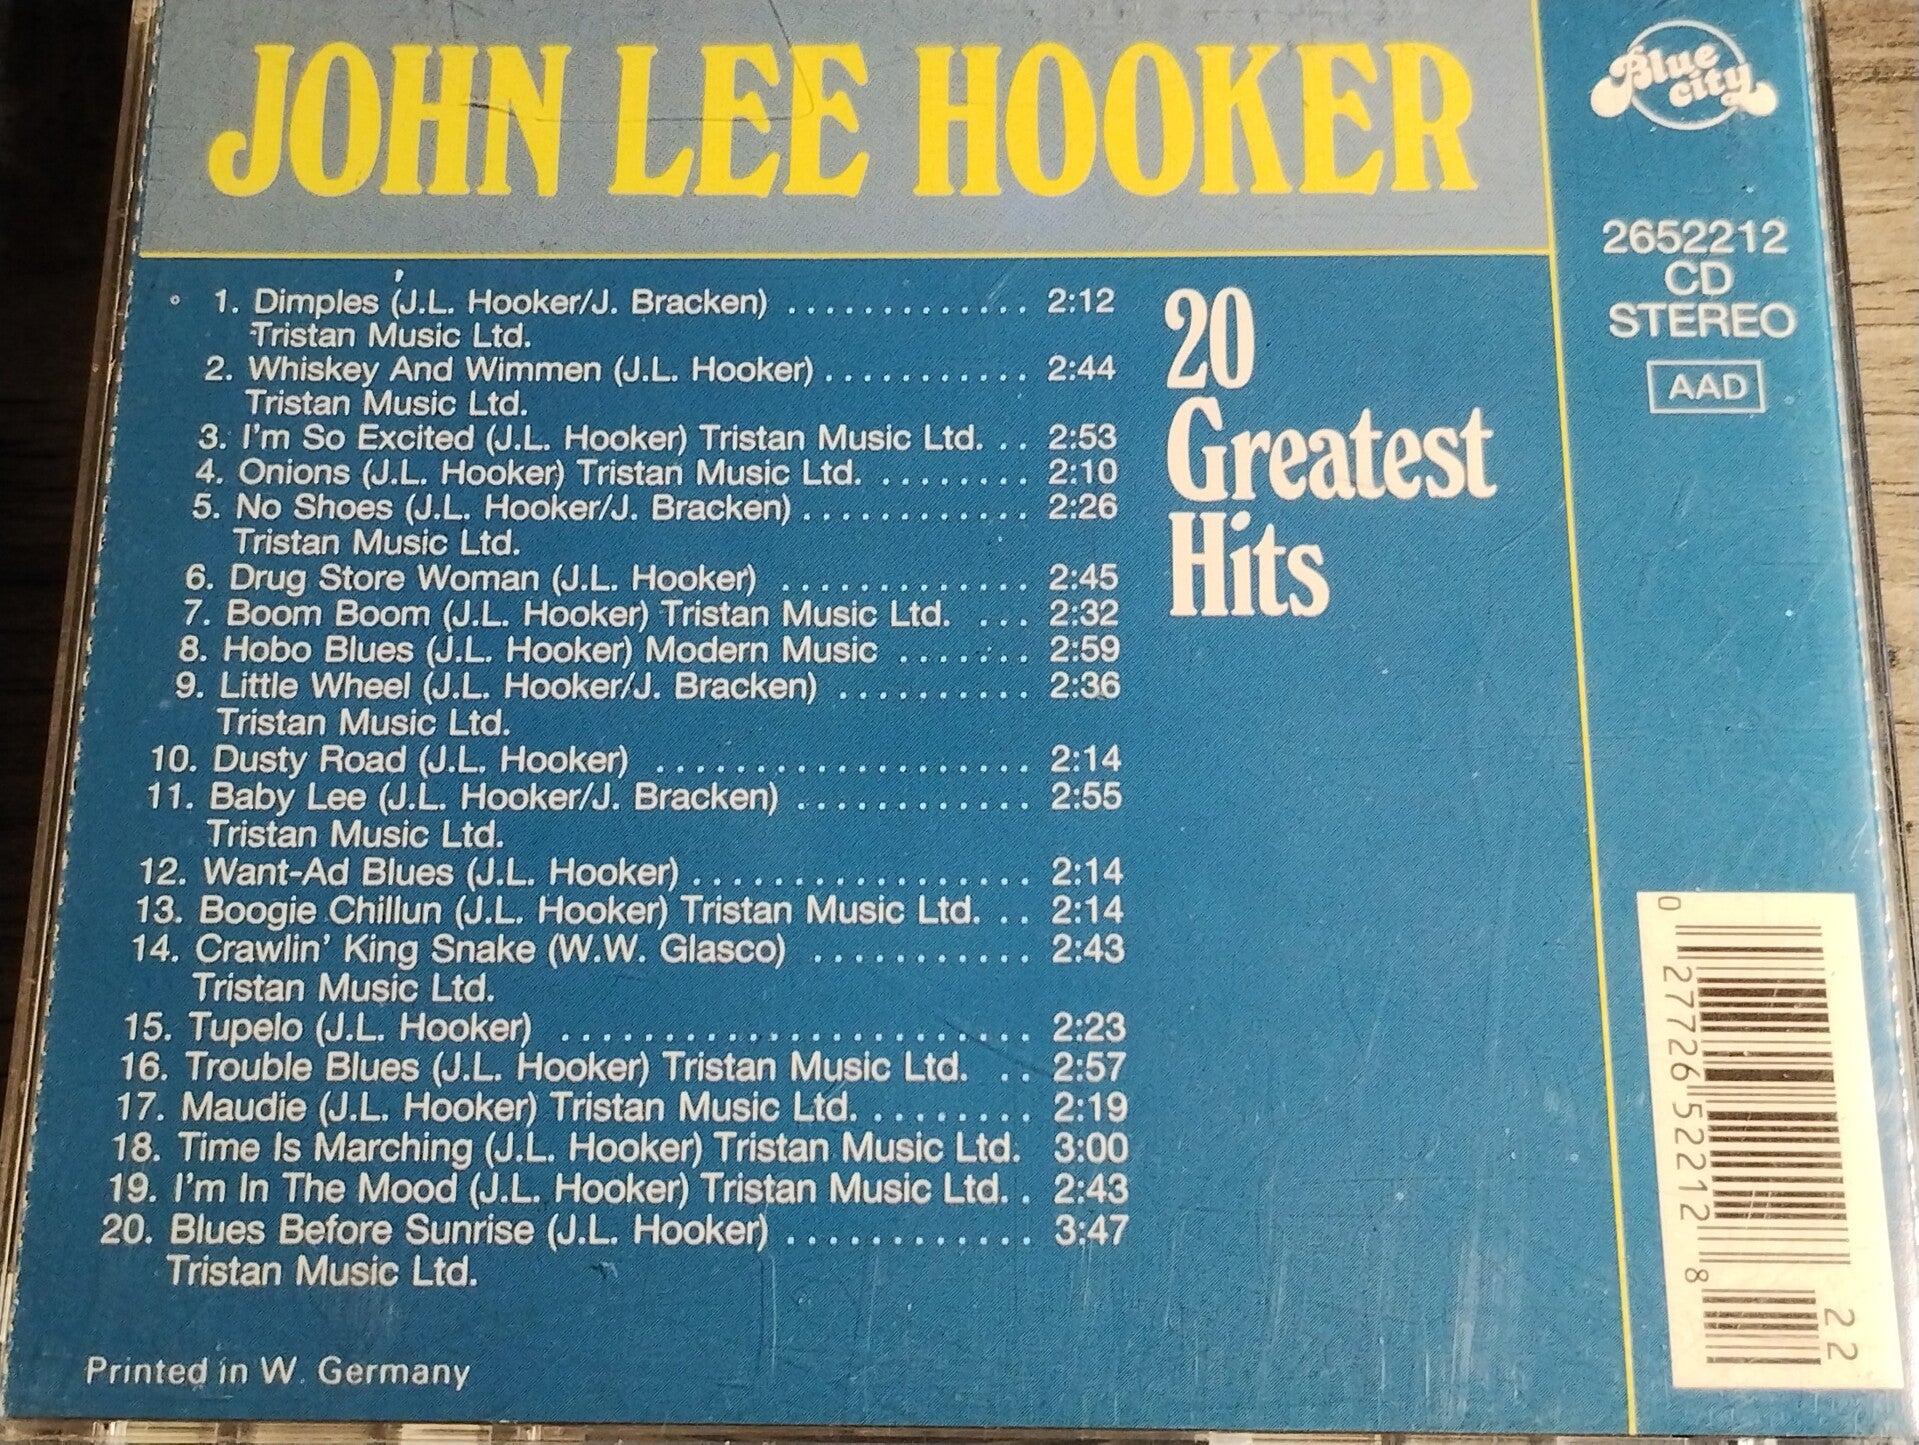 JOHN LEE HOOKER
Blue
city
2652212
CD
STEREO
AAD
20
Greatest
Hits
1. Dimples (J.L. Hooker/J. Bracken) ............. 2:12
Tristan Music Ltd.
2. Whiskey And Wimmen (J.L. Hooker) ........... 2:44
Tristan Music Ltd.
3. I'm So Excited (J.L. Hooker) Tristan Music Ltd. .. 2:53
4. Onions (J.L. Hooker) Tristan Music Ltd. ........ 2:10
5. No Shoes (J.L. Hooker/J. Bracken) ............ 2:26
Tristan Music Ltd.
6. Drug Store Woman (J.L. Hooker) ............. 2:45
7. Boom Boom (J.L. Hooker) Tristan Music Ltd. ... 2:32
8. Hobo Blues (J.L. Hooker) Modern Music ....... 2:59
9. Little Wheel (J.L. Hooker/J. Bracken) .......... 2:36
Tristan Music Ltd.
10. Dusty Road (J.L. Hooker) ................... 2:14
11. Baby Lee (J.L. Hooker/J. Bracken) ............ 2:55
Tristan Music Ltd.
12. Want-Ad Blues (J.L. Hooker) ................. 2:14
13. Boogie Chillun (J.L. Hooker) Tristan Music Ltd. .. 2:14
14. Crawlin' King Snake (W.W. Glasco) ........... 2:43
Tristan Music Ltd.
15. Tupelo (J.L. Hooker) ....................... 2:23
16. Trouble Blues (J.L. Hooker) Tristan Music Ltd. .. 2:57
17. Maudie (J.L. Hooker) Tristan Music Ltd. ........ 2:19
18. Time Is Marching (J.L. Hooker) Tristan Music Ltd. 3:00
19. I'm In The Mood (J.L. Hooker) Tristan Music Ltd. . 2:43
20. Blues Before Sunrise (J.L. Hooker) ............ 3:47
Tristan Music Ltd.
Printed in W. Germany
0 27726 52212 8
22